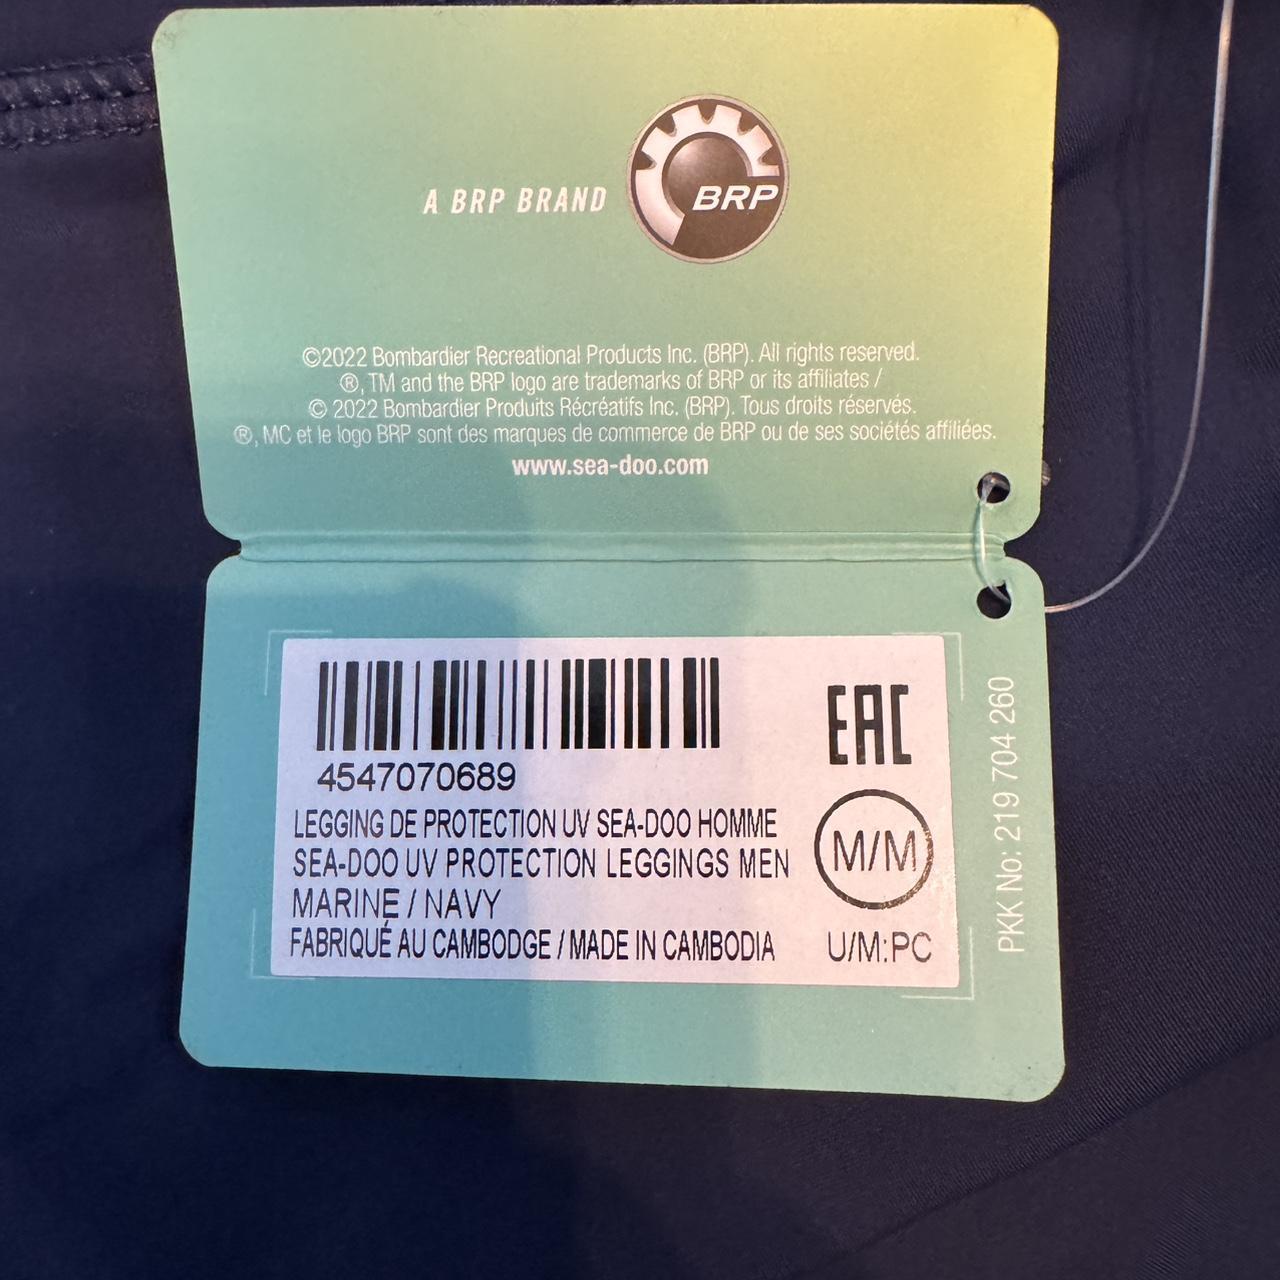 A BRP BRAND
BRP
©2022 Bombardier Recreational Products Inc. (BRP). All rights reserved.
®, TM and the BRP logo are trademarks of BRP or its affiliates /
© 2022 Bombardier Produits Récréatifs Inc. (BRP). Tous droits réservés.
®, MC et le logo BRP sont des marques de commerce de BRP ou de ses sociétés affiliées.
www.sea-doo.com
4547070689
EAC
LEGGING DE PROTECTION UV SEA-DOO HOMME
SEA-DOO UV PROTECTION LEGGINGS MEN
M/M
MARINE / NAVY
FABRIQUÉ AU CAMBODGE / MADE IN CAMBODIA
U/M:PC
PKK No: 219 704 260